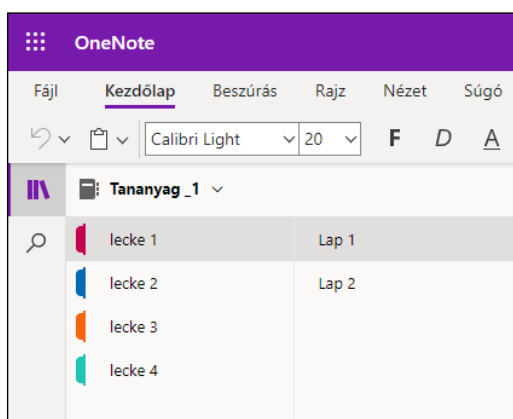 OneNote
Fájl Kezdőlap Beszúrás Rajz Nézet Súgó
Calibri Light 20 F D A
Tananyag _1
lecke 1 Lap 1
lecke 2 Lap 2
lecke 3
lecke 4